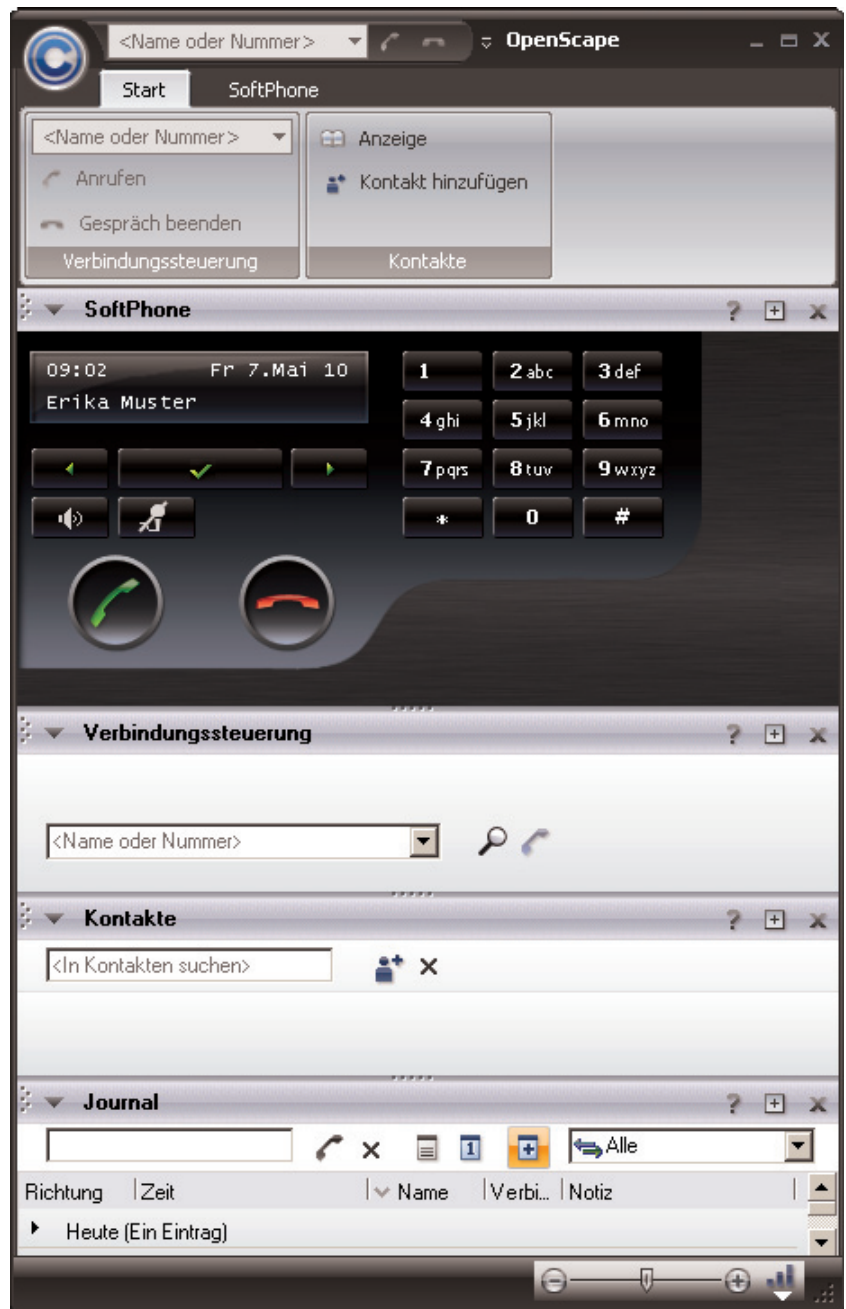 <Name oder Nummer> OpenScape
Start SoftPhone
<Name oder Nummer> Anzeige
Anrufen Kontakt hinzufügen
Gespräch beenden
Verbindungssteuerung Kontakte
SoftPhone ?
09:02 Fr 7.Mai 10
Erika Muster
1 2 abc 3 def
4 ghi 5 jkl 6 mno
7 pqrs 8 tuv 9 wxyz
* 0 #
Verbindungssteuerung ?
<Name oder Nummer>
Kontakte ?
<In Kontakten suchen>
Journal ?
1 Alle
Richtung Zeit Name Verbi... Notiz
Heute (Ein Eintrag)